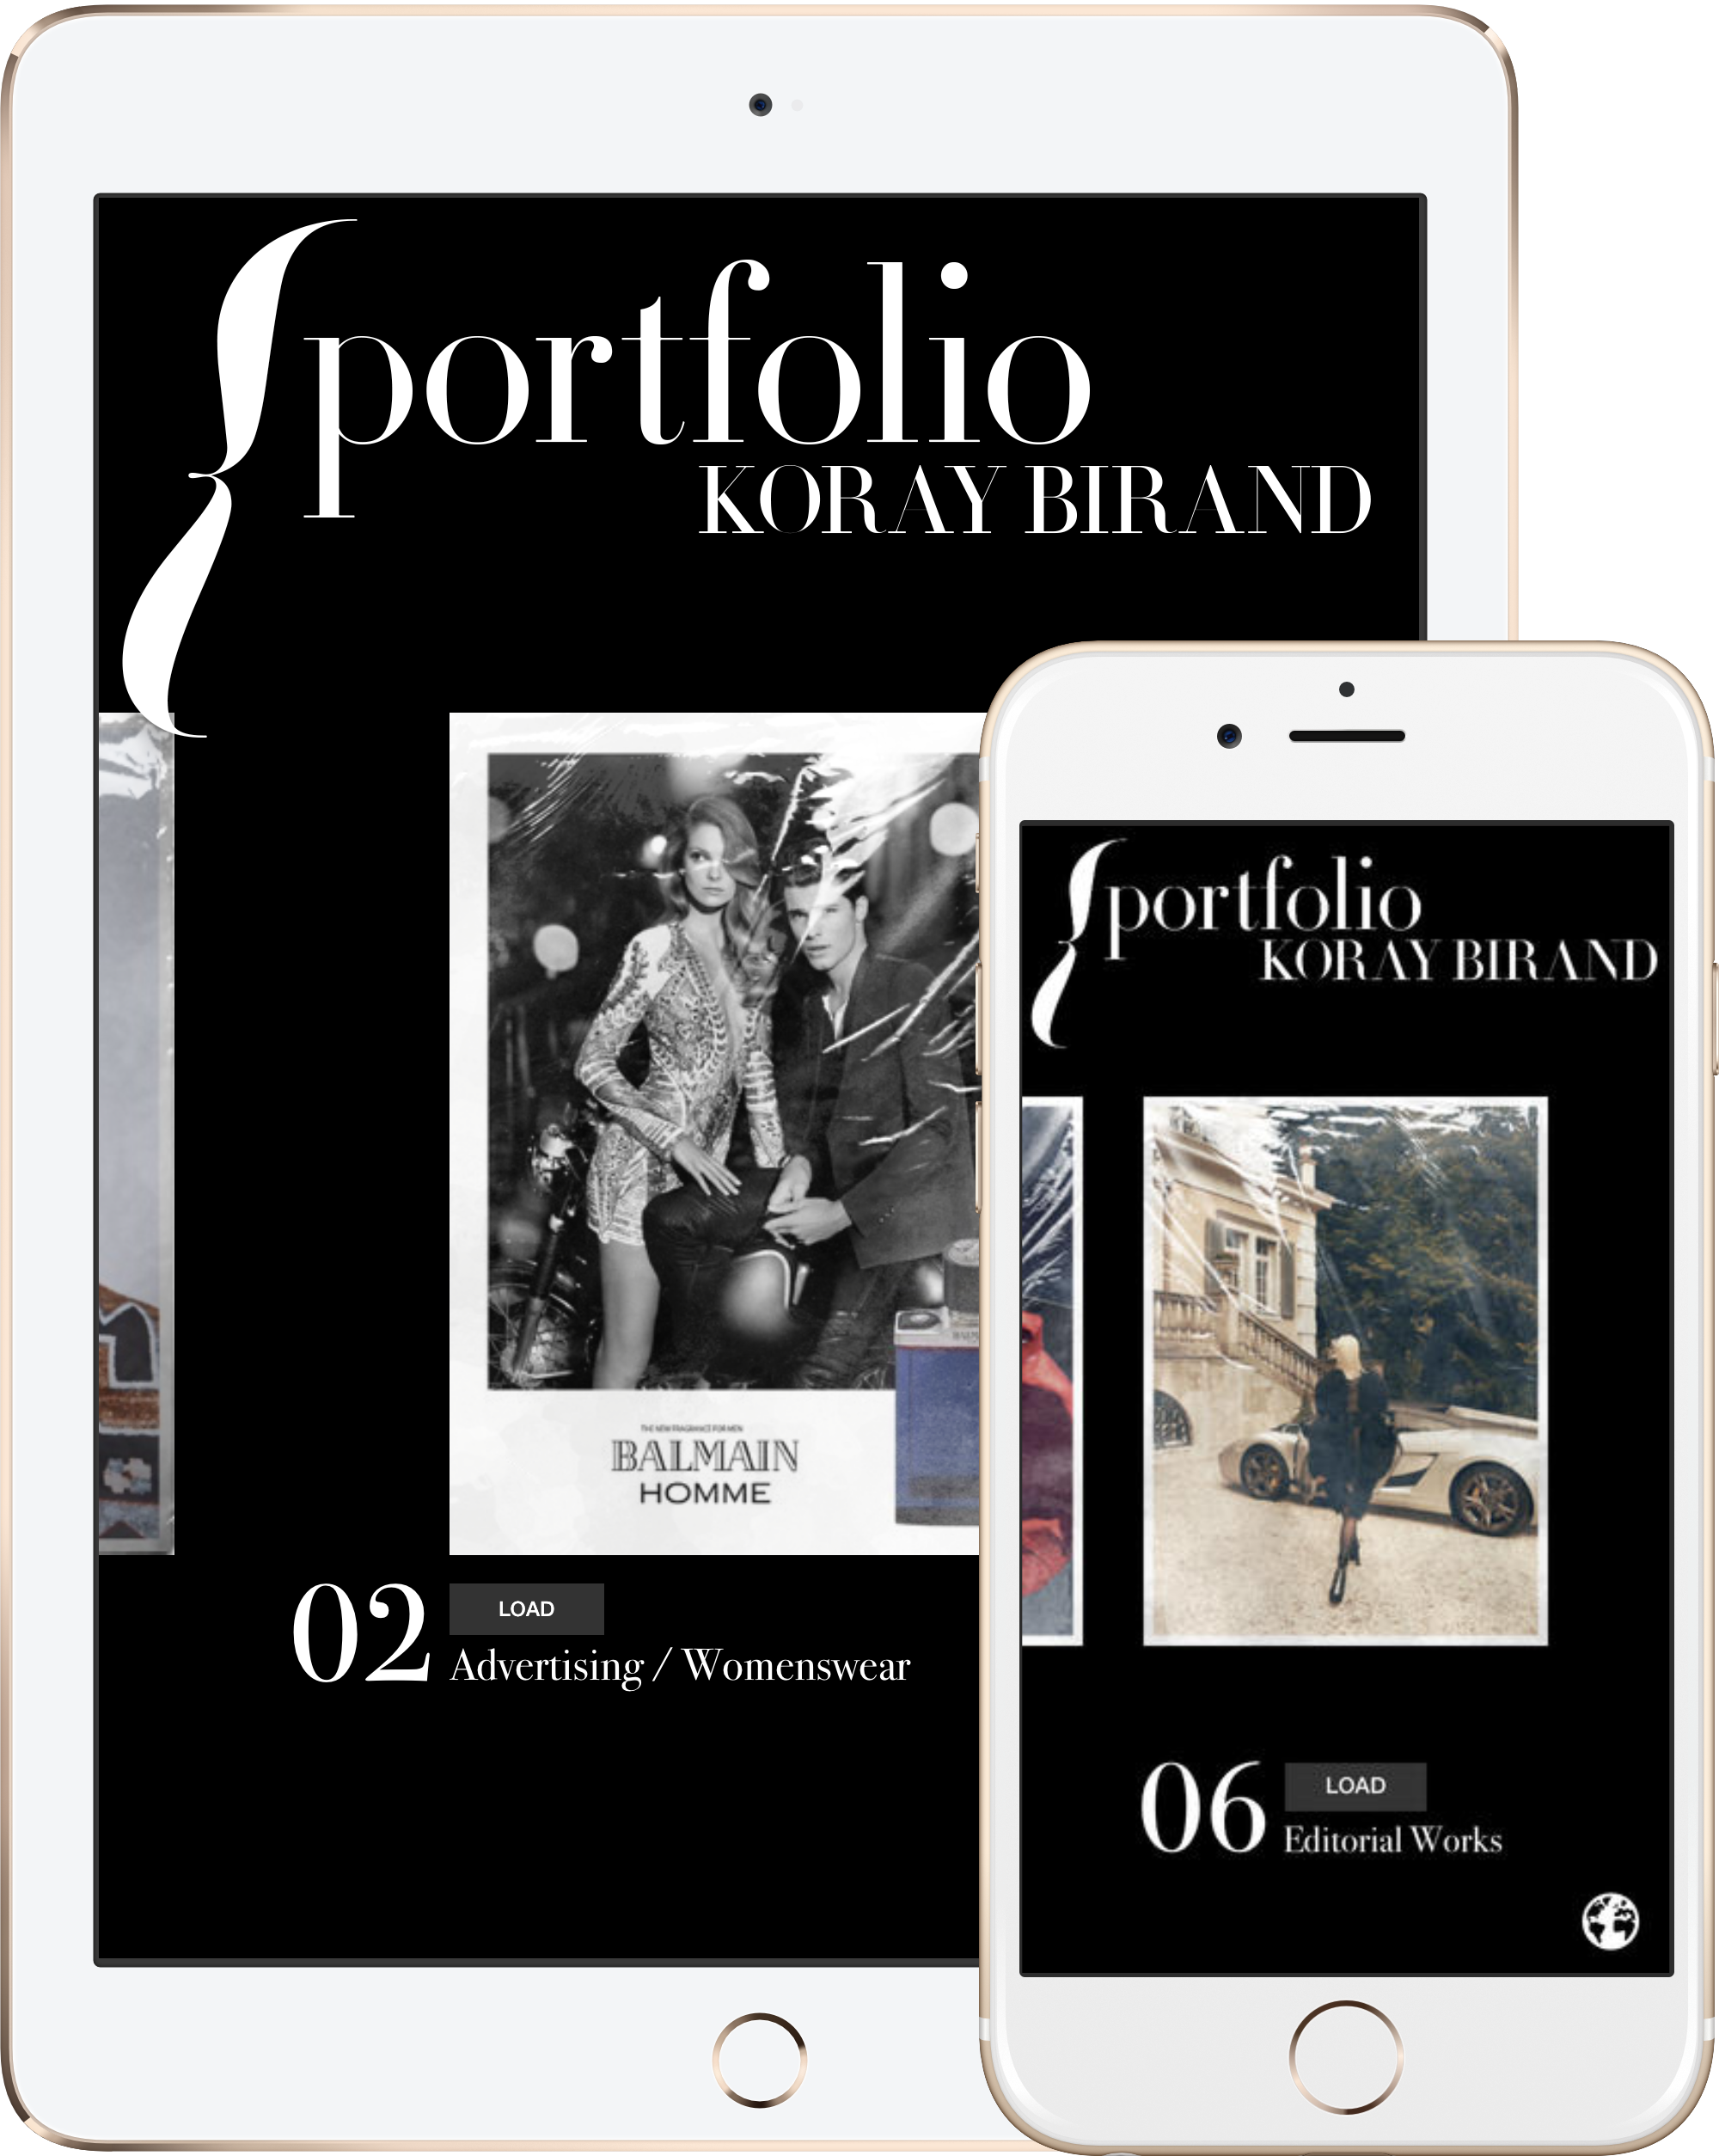 portfolio
KORAY BIRAND
THE NEW FRAGRANCE FOR MEN
BALMAIN
HOMME
02
LOAD
Advertising / Womenswear
portfolio
KORAY BIRAND
06
LOAD
Editorial Works